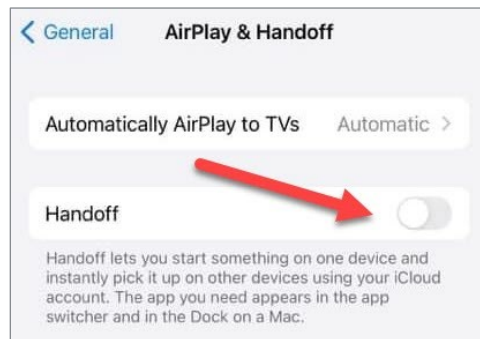 General
AirPlay & Handoff
Automatically AirPlay to TVs Automatic
Handoff
Handoff lets you start something on one device and
instantly pick it up on other devices using your iCloud
account. The app you need appears in the app
switcher and in the Dock on a Mac.